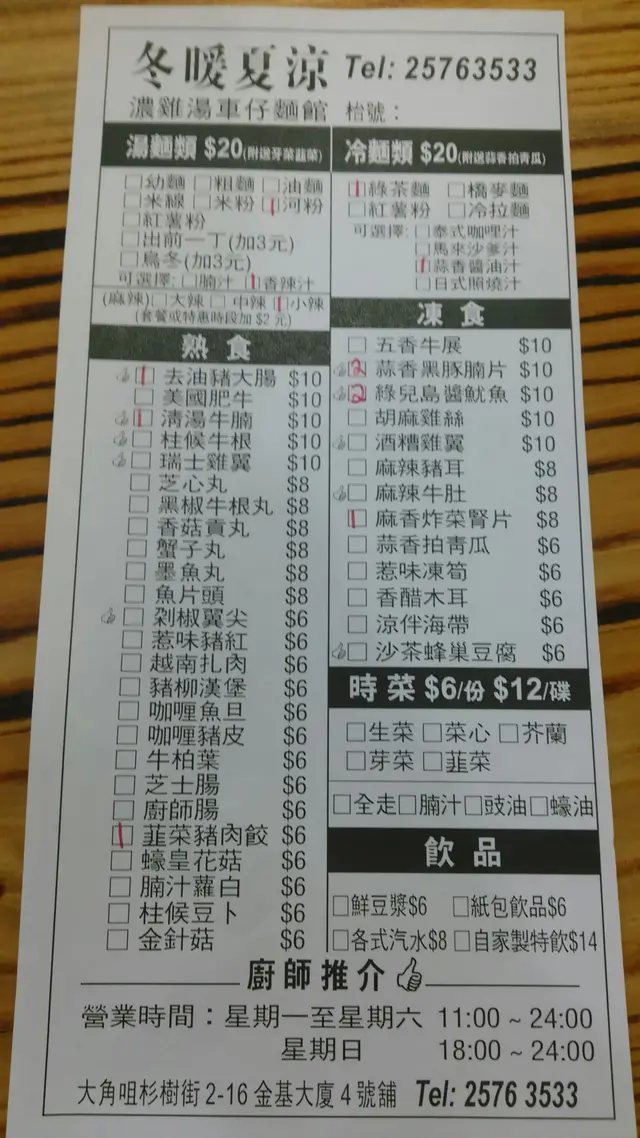 冬暖夏涼 Tel: 25763533
濃雞湯車仔麵館 枱號：
湯麵類 $20(附送芽菜韮菜)
□幼麵 □粗麵 □油麵
□米線 □米粉 □河粉 1
□紅薯粉
□出前一丁(加3元)
□烏冬(加3元)
可選擇: □腩汁 □香辣汁 1
(麻辣)□大辣 □中辣 □小辣 1
(套餐或特惠時段加 $2 元)
熟食
1 □去油豬大腸 $10
□美國肥牛 $10
1 □清湯牛腩 $10
□柱候牛根 $10
□瑞士雞翼 $10
□芝心丸 $8
□黑椒牛根丸 $8
□香菇貢丸 $8
□蟹子丸 $8
□墨魚丸 $8
□魚片頭 $8
□剁椒翼尖 $6
□惹味豬紅 $6
□越南扎肉 $6
□豬柳漢堡 $6
□咖喱魚旦 $6
□咖喱豬皮 $6
□牛柏葉 $6
□芝士腸 $6
□廚師腸 $6
1 □韮菜豬肉餃 $6
□蠔皇花菇 $6
□腩汁蘿白 $6
□柱候豆卜 $6
□金針菇 $6
冷麵類 $20(附送蒜香拍青瓜)
1 □綠茶麵 □橋麥麵
□紅薯粉 □冷拉麵
可選擇: □泰式咖哩汁
□馬來沙爹汁
1 □蒜香醬油汁
□日式照燒汁
凍食
□五香牛展 $10
2 □蒜香黑豚腩片 $10
2 □綠兒島醬魷魚 $10
□胡麻雞絲 $10
□酒糟雞翼 $10
□麻辣豬耳 $8
□麻辣牛肚 $8
1 □麻香炸菜腎片 $8
□蒜香拍青瓜 $6
□惹味凍筍 $6
□香醋木耳 $6
□涼伴海帶 $6
□沙茶蜂巢豆腐 $6
時菜 $6/份 $12/碟
□生菜 □菜心 □芥蘭
□芽菜 □韮菜
□全走□腩汁□豉油□蠔油
飲品
□鮮豆漿$6 □紙包飲品$6
□各式汽水$8 □自家製特飲$14
廚師推介
營業時間：星期一至星期六 11:00 ~ 24:00
星期日 18:00 ~ 24:00
大角咀杉樹街 2-16 金基大廈 4 號舖 Tel: 2576 3533